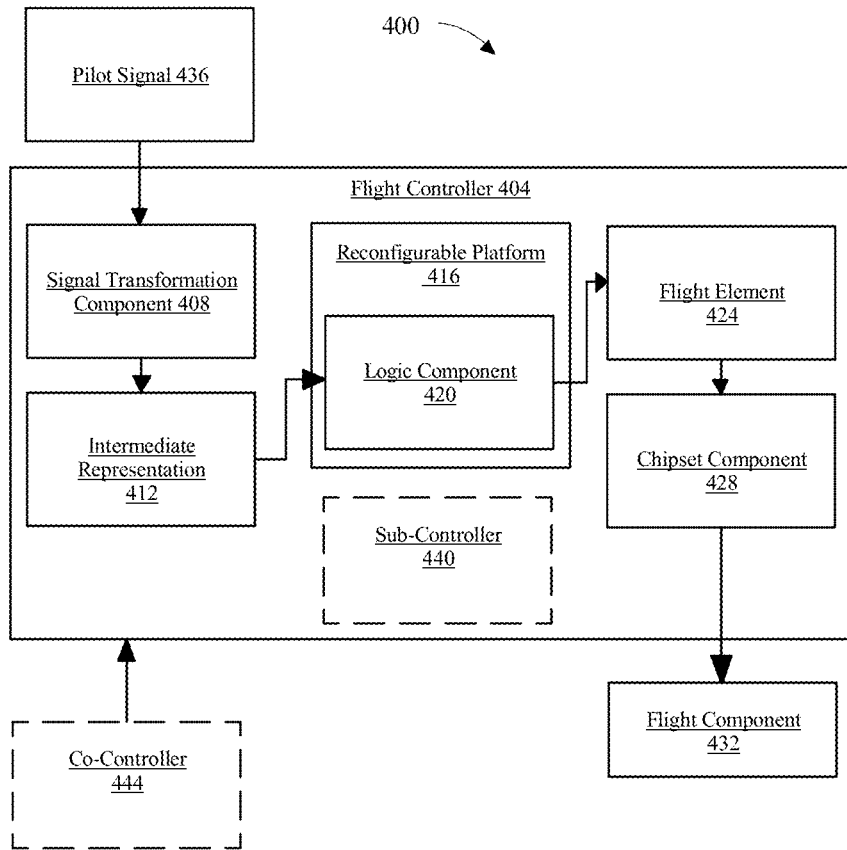 400
Pilot Signal 436
Flight Controller 404
Signal Transformation
Component 408
Reconfigurable Platform
416
Flight Element
424
Logic Component
420
Intermediate
Representation
412
Chipset Component
428
Sub-Controller
440
Flight Component
432
Co-Controller
444